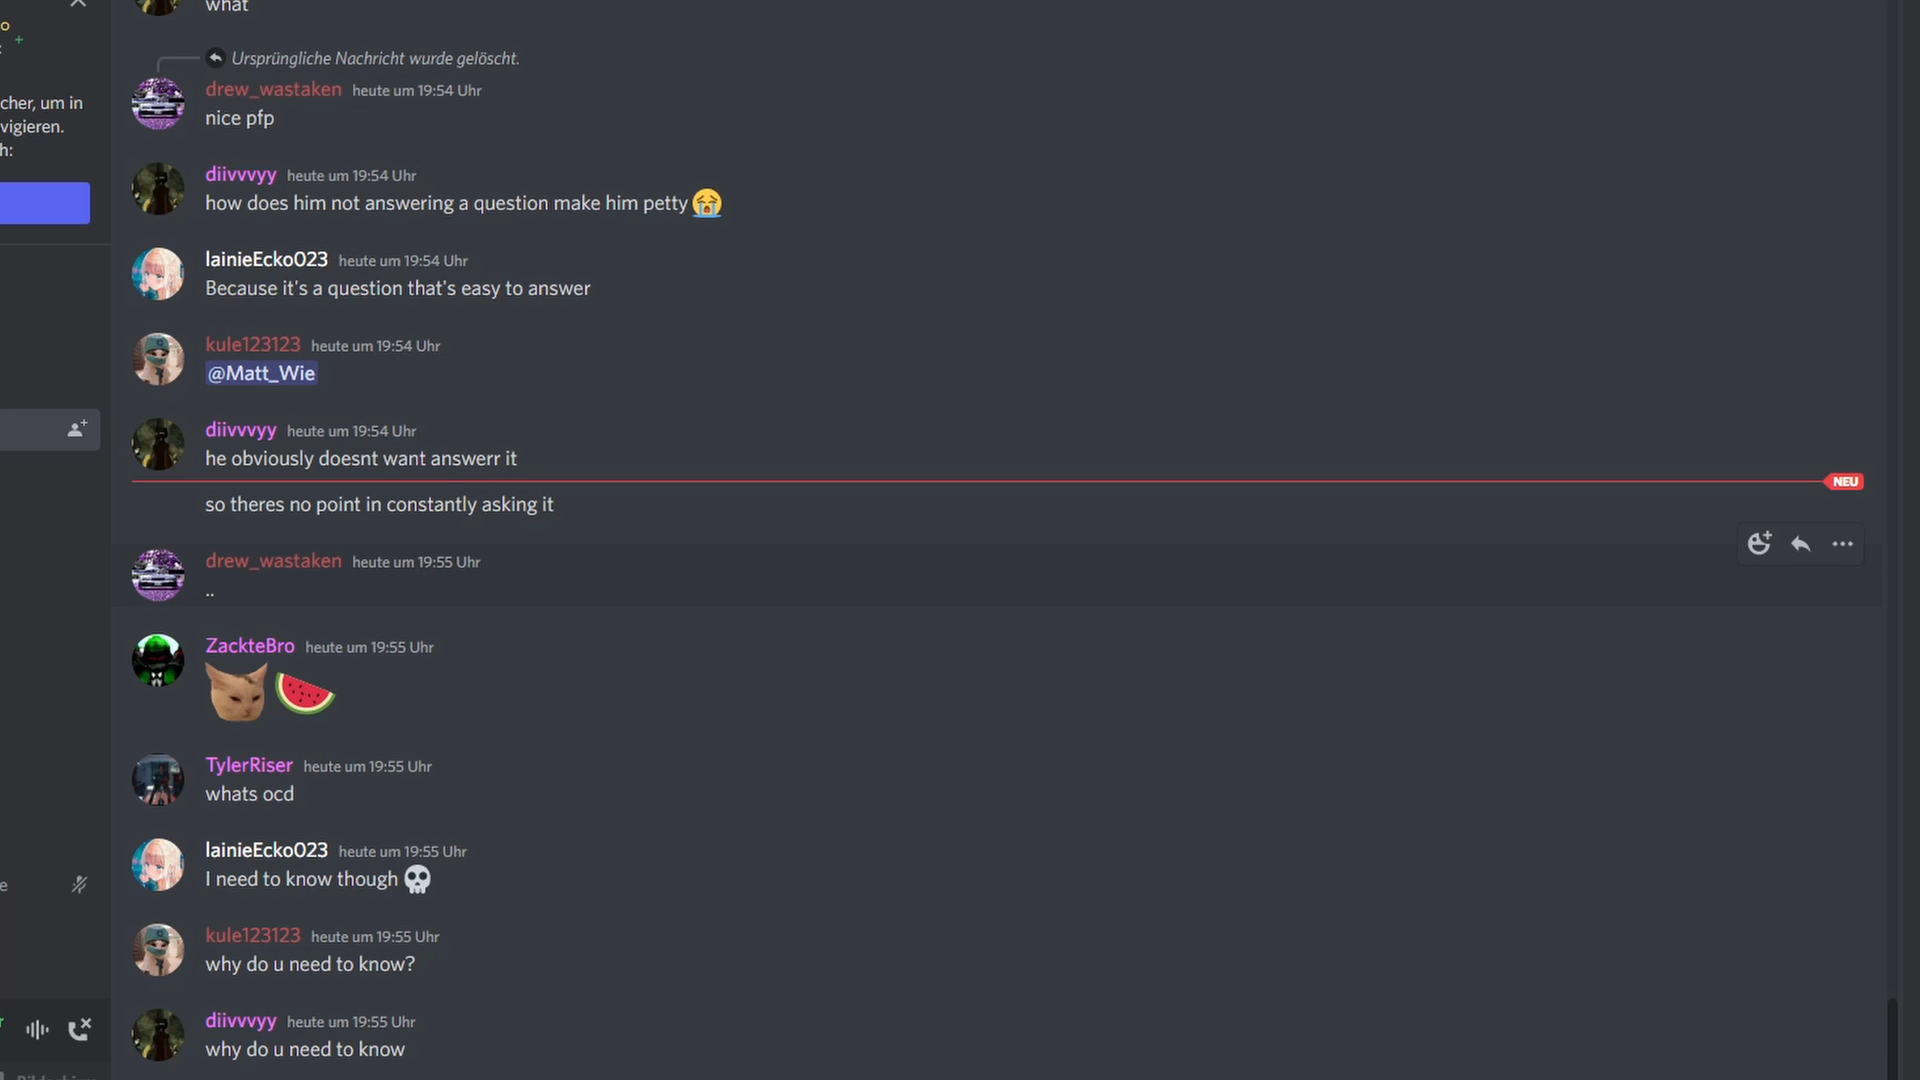 what
Ursprüngliche Nachricht wurde gelöscht.
drew_wastaken heute um 19:54 Uhr
nice pfp
diivvvyy heute um 19:54 Uhr
how does him not answering a question make him petty
lainieEcko023 heute um 19:54 Uhr
Because it's a question that's easy to answer
kule123123 heute um 19:54 Uhr
@Matt_Wie
diivvvyy heute um 19:54 Uhr
he obviously doesnt want answerr it
NEU
so theres no point in constantly asking it
drew_wastaken heute um 19:55 Uhr
..
ZackteBro heute um 19:55 Uhr
TylerRiser heute um 19:55 Uhr
whats ocd
lainieEcko023 heute um 19:55 Uhr
I need to know though
kule123123 heute um 19:55 Uhr
why do u need to know?
diivvvyy heute um 19:55 Uhr
why do u need to know
cher, um in
vigieren.
h: